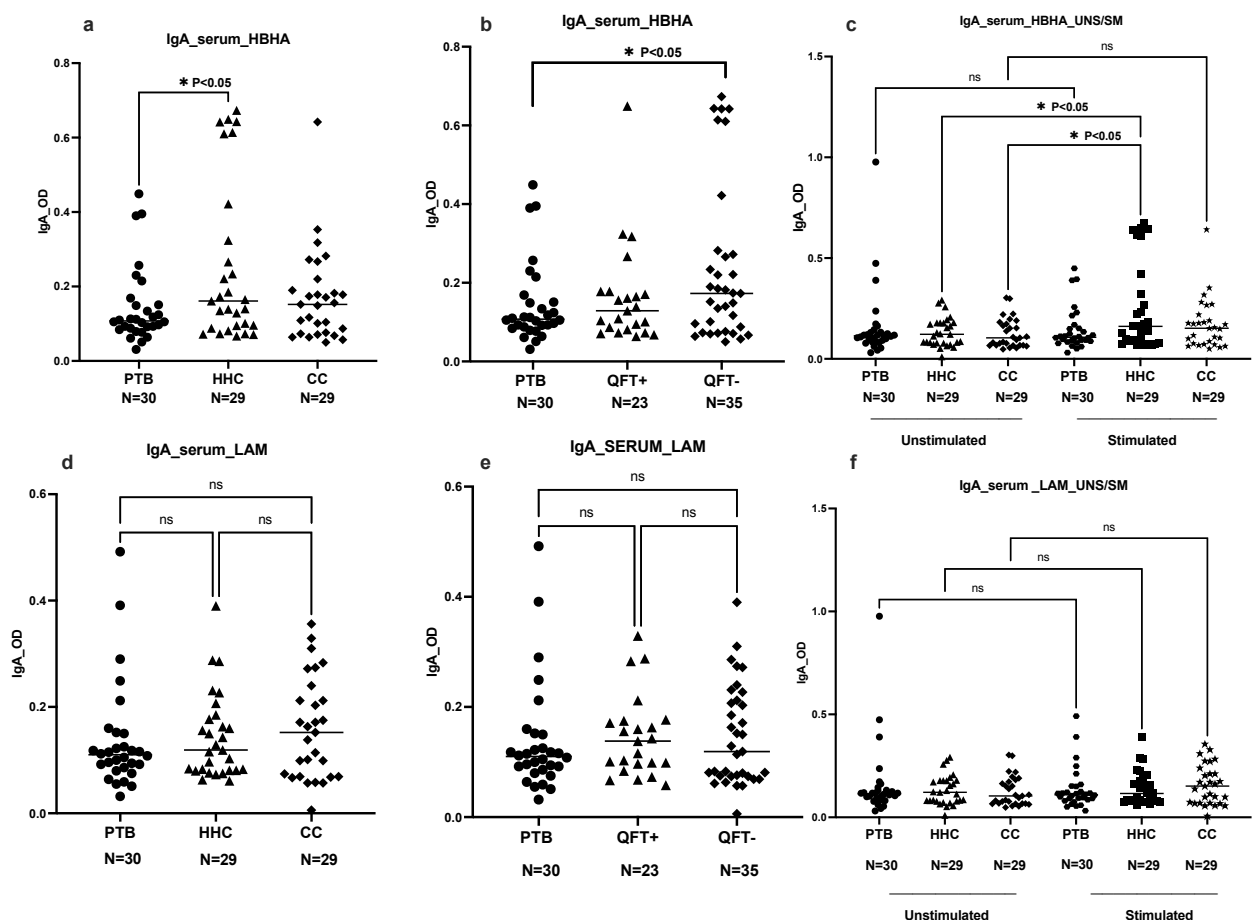 a
IgA_serum_HBHA
* P<0.05
0.8
0.6
0.4
0.2
0.0
IgA_OD
PTB HHC CC
N=30 N=29 N=29
b
IgA_serum_HBHA
* P<0.05
0.8
0.6
0.4
0.2
0.0
IgA_OD
PTB QFT+ QFT-
N=30 N=23 N=35
c
IgA_serum_HBHA_UNS/SM
ns
ns
* P<0.05
* P<0.05
1.5
1.0
0.5
0.0
IgA_OD
PTB HHC CC PTB HHC CC
N=30 N=29 N=29 N=30 N=29 N=29
Unstimulated Stimulated
d
IgA_serum_LAM
ns
ns ns
0.6
0.4
0.2
0.0
IgA_OD
PTB HHC CC
N=30 N=29 N=29
e
IgA_SERUM_LAM
ns
ns ns
0.6
0.4
0.2
0.0
IgA_OD
PTB QFT+ QFT-
N=30 N=23 N=35
f
IgA_serum _LAM_UNS/SM
ns
ns
ns
1.5
1.0
0.5
0.0
IgA_OD
PTB HHC CC PTB HHC CC
N=30 N=29 N=29 N=30 N=29 N=29
Unstimulated Stimulated